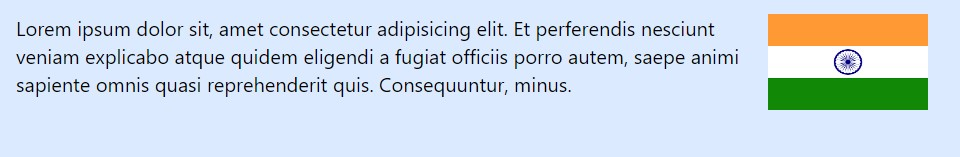 Lorem ipsum dolor sit, amet consectetur adipisicing elit. Et perferendis nesciunt
veniam explicabo atque quidem eligendi a fugiat officiis porro autem, saepe animi
sapiente omnis quasi reprehenderit quis. Consequuntur, minus.